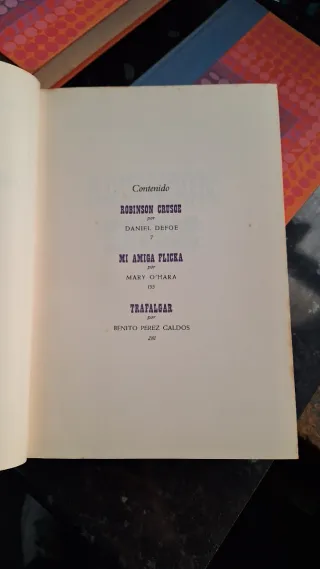 Contenido
ROBINSON CRUSOE
por
DANIEL DEFOE
7
MI AMIGA FLICKA
por
MARY O'HARA
155
TRAFALGAR
por
BENITO PEREZ GALDOS
281